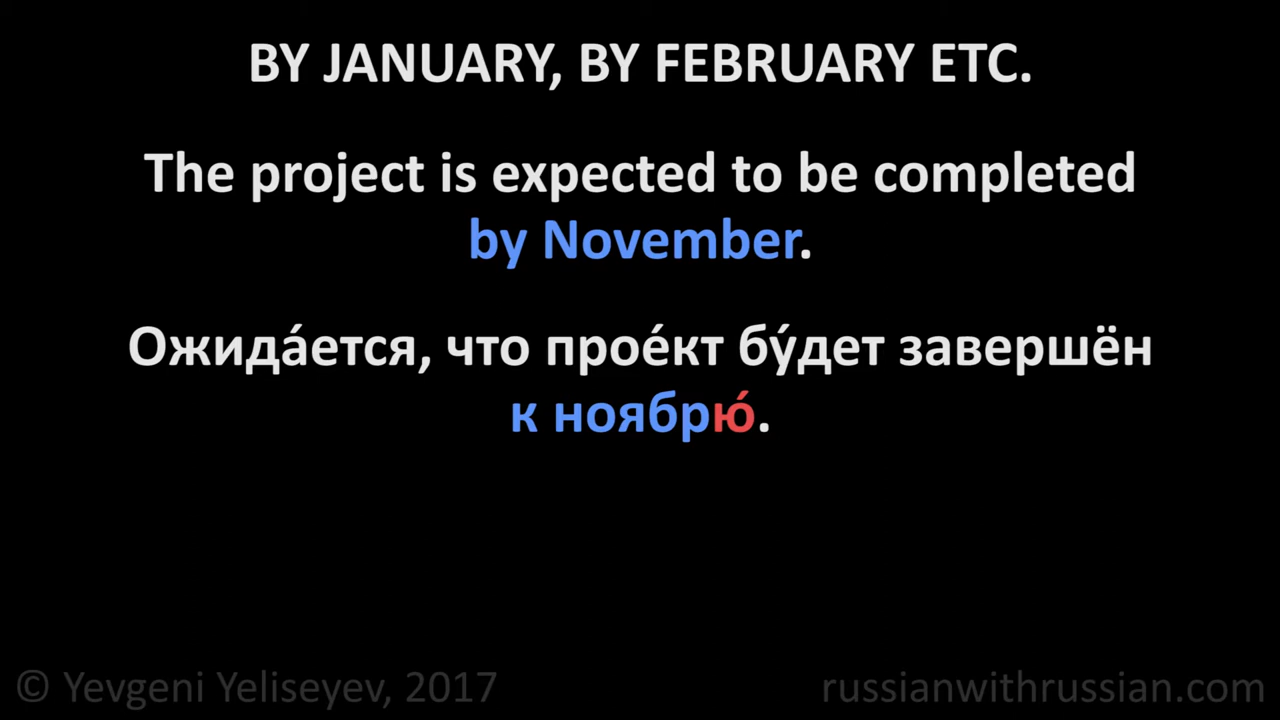 BY JANUARY, BY FEBRUARY ETC.
The project is expected to be completed
by November.
Ожида́ется, что прое́кт бу́дет завершён
к ноябрю́.
© Yevgeni Yeliseyev, 2017
russianwithrussian.com